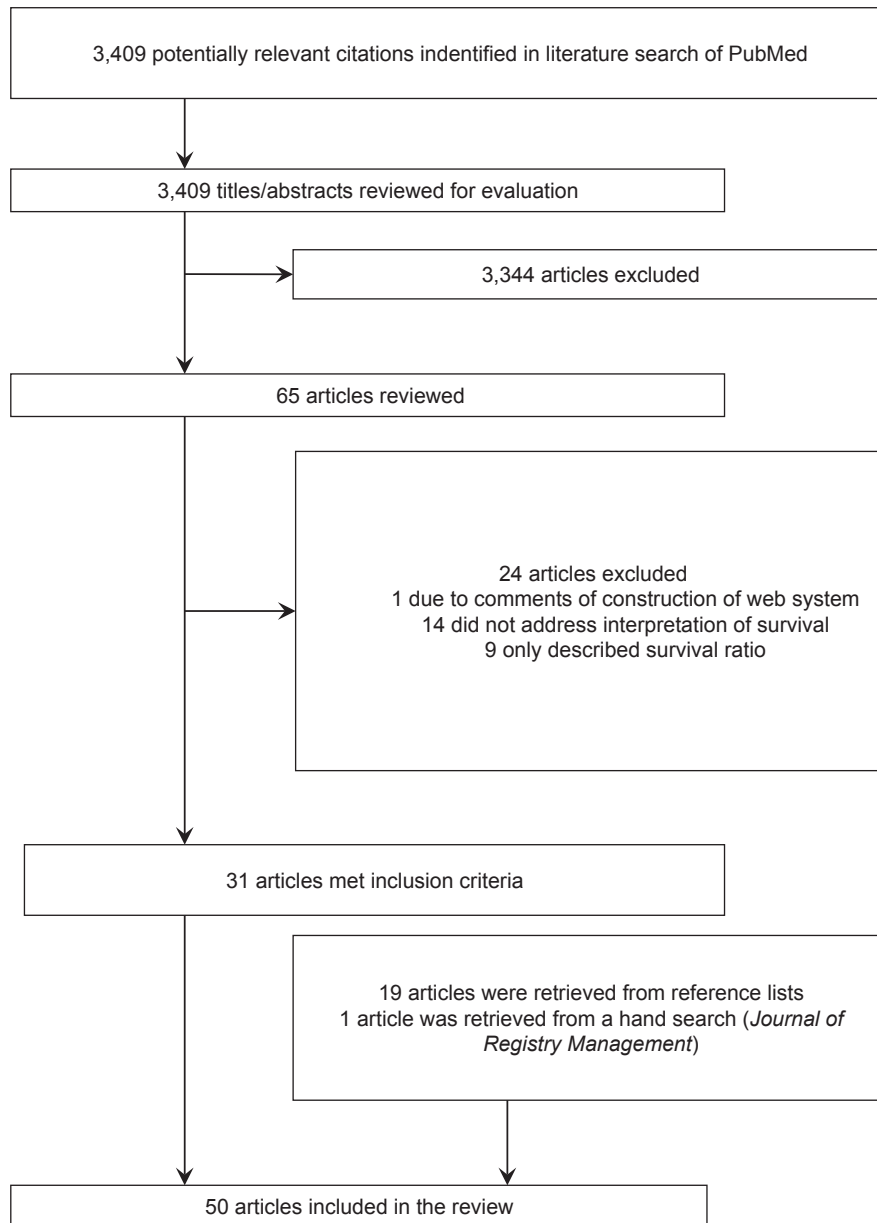 3,409 potentially relevant citations indentified in literature search of PubMed
3,409 titles/abstracts reviewed for evaluation
3,344 articles excluded
65 articles reviewed
24 articles excluded
1 due to comments of construction of web system
14 did not address interpretation of survival
9 only described survival ratio
31 articles met inclusion criteria
19 articles were retrieved from reference lists
1 article was retrieved from a hand search (Journal of
Registry Management)
50 articles included in the review